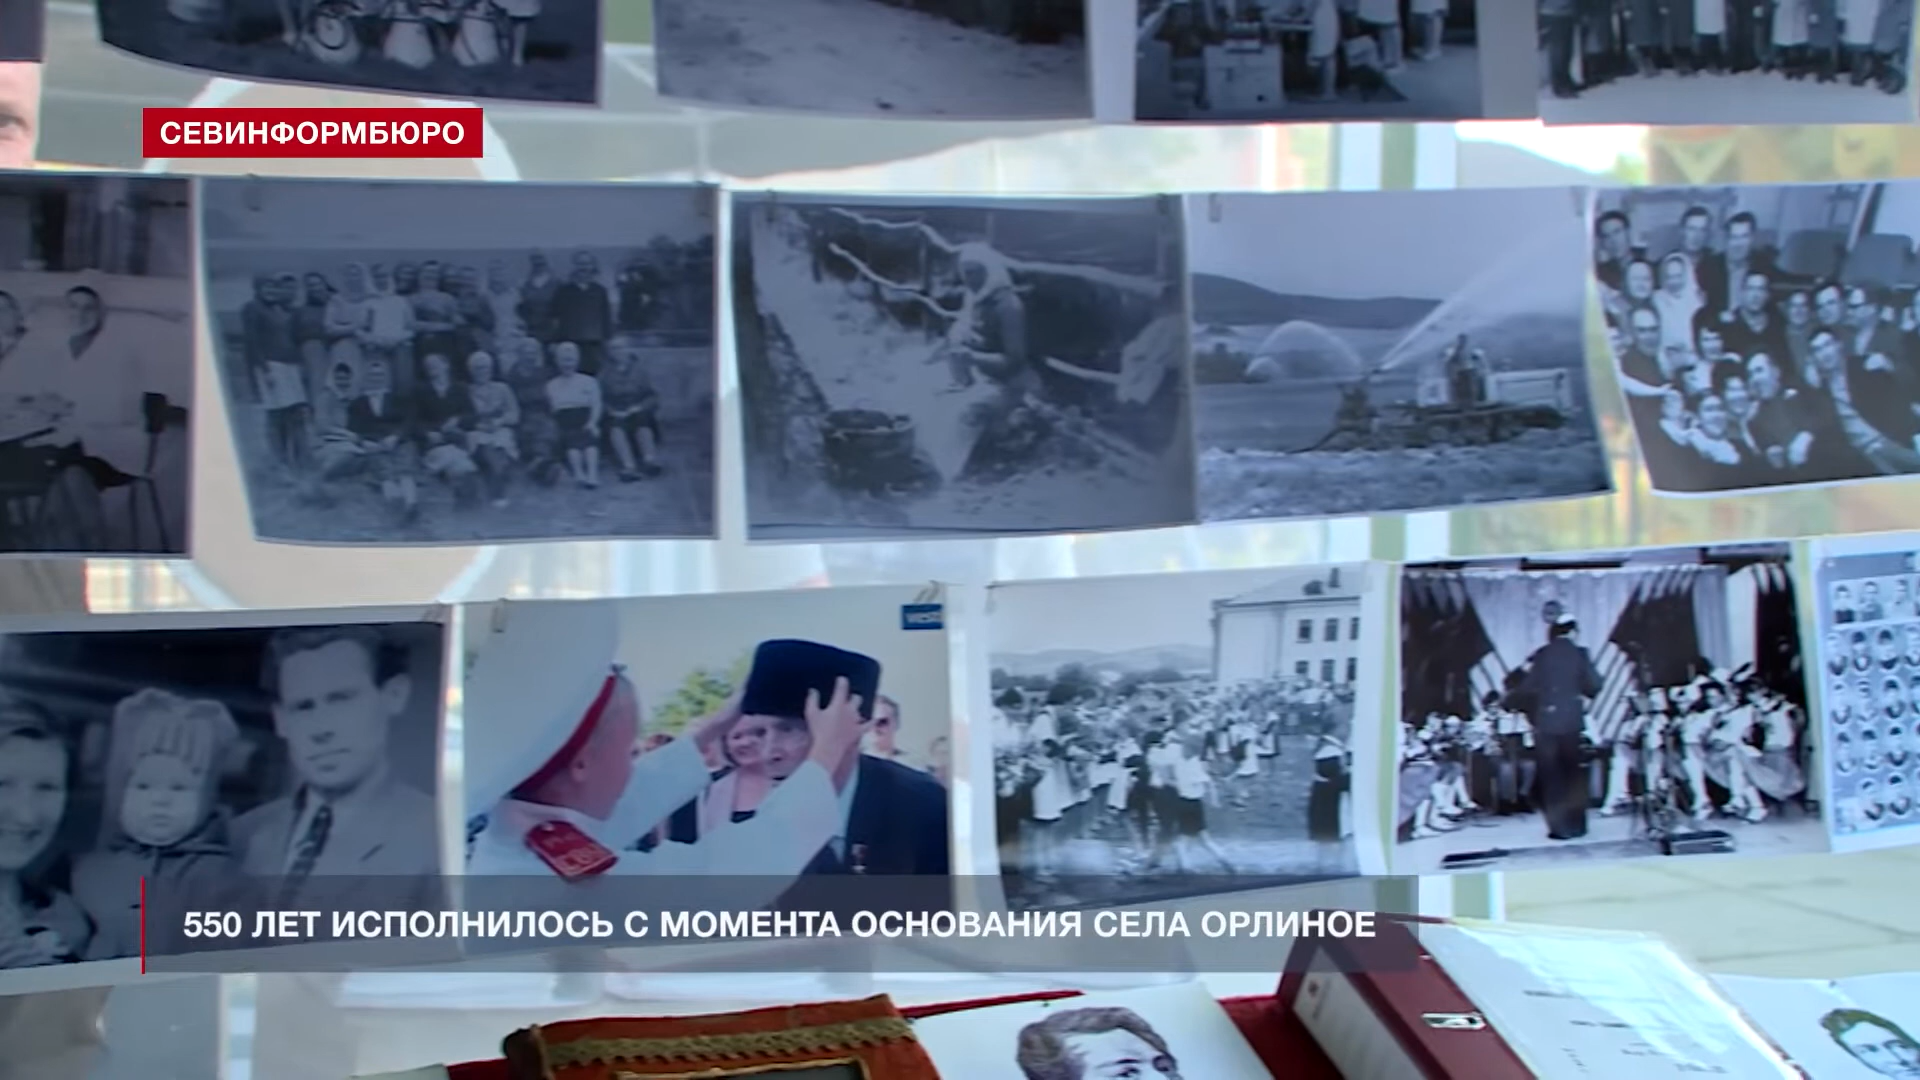 СЕВИНФОРМБЮРО
550 ЛЕТ ИСПОЛНИЛОСЬ С МОМЕНТА ОСНОВАНИЯ СЕЛА ОРЛИНОЕ